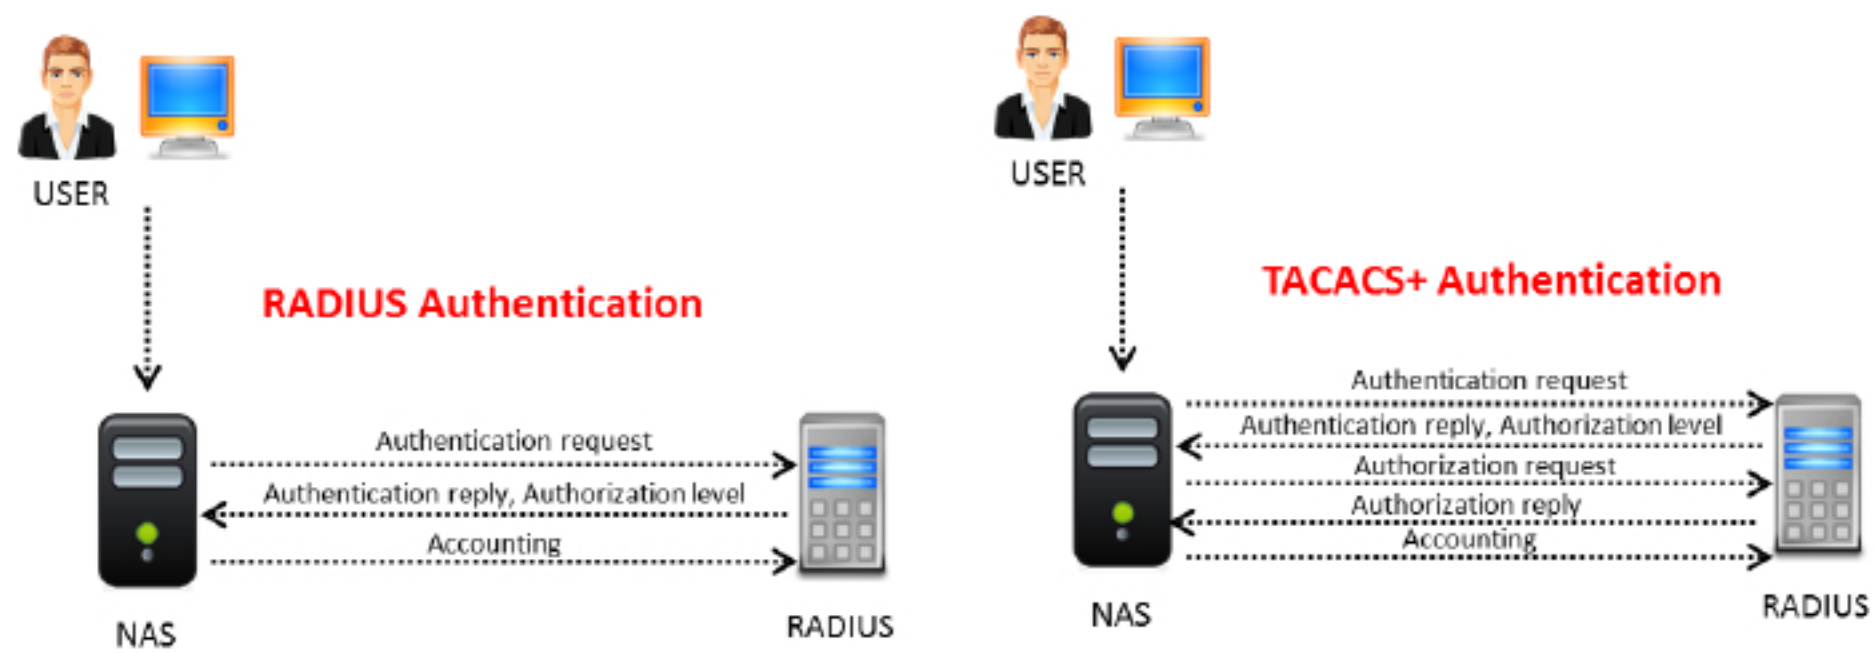 USER
RADIUS Authentication
Authentication request
Authentication reply, Authorization level
Accounting
NAS
RADIUS
USER
TACACS+ Authentication
Authentication request
Authentication reply, Authorization level
Authorization request
Authorization reply
Accounting
NAS
RADIUS